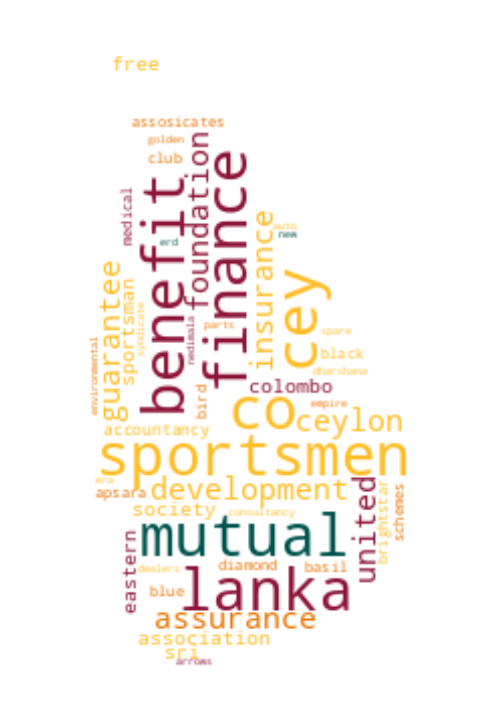 free
assosicates
golden
club
medical
benefit
foundation
finance
erd
auto
new
insurance
cey
guarantee
sportsman
syndicate
nedimala
parts
spare
black
dharshana
environmental
bird
colombo
empire
co
ceylon
accountancy
sportsmen
era
apsara
development
united
brightstar
schemes
society
consultancy
mutual
eastern
dealers
diamond
basil
blue
lanka
assurance
association
sri
arrows